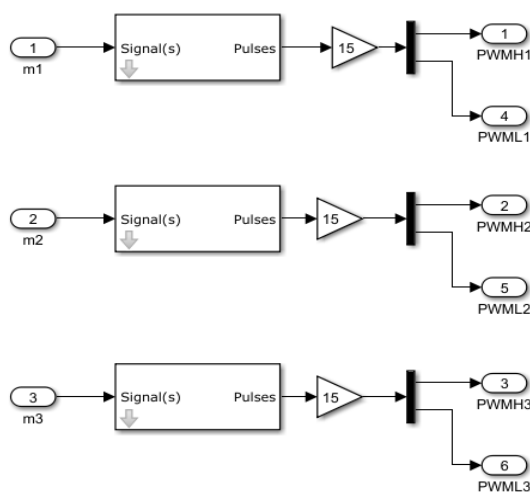 1
m1
Signal(s) Pulses
15
1
PWMH1
4
PWML1
2
m2
Signal(s) Pulses
15
2
PWMH2
5
PWML2
3
m3
Signal(s) Pulses
15
3
PWMH3
6
PWML3